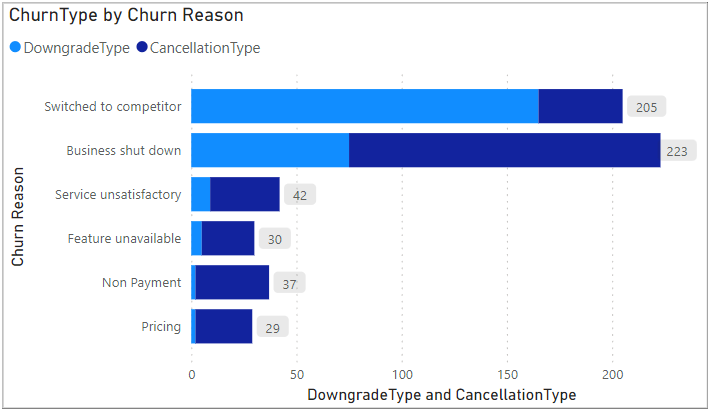 ChurnType by Churn Reason
DowngradeType CancellationType
Churn Reason
Switched to competitor 205
Business shut down 223
Service unsatisfactory 42
Feature unavailable 30
Non Payment 37
Pricing 29
0 50 100 150 200
DowngradeType and CancellationType